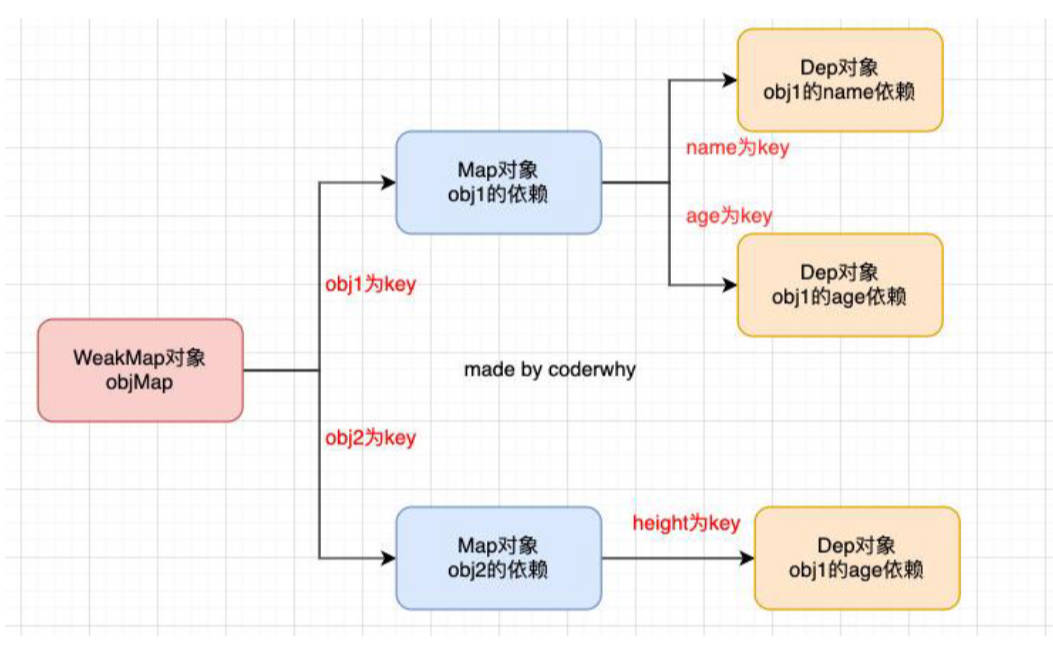 Dep对象
obj1的name依赖
name为key
Map对象
obj1的依赖
age为key
Dep对象
obj1的age依赖
obj1为key
WeakMap对象
objMap
made by coderwhy
obj2为key
height为key
Map对象
obj2的依赖
Dep对象
obj1的age依赖